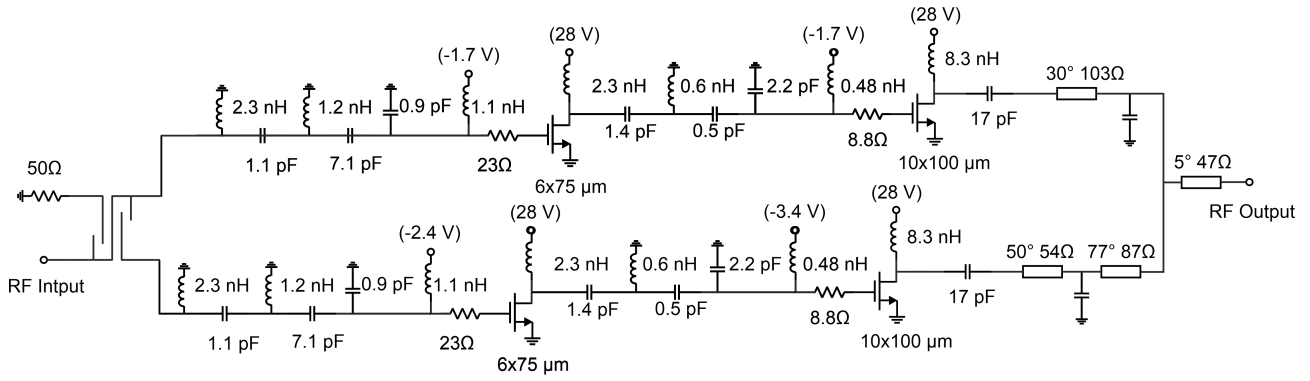 (28 V)
(28 V)
(-1.7 V)
(-1.7 V)
8.3 nH
30° 103Ω
2.3 nH
0.6 nH
2.2 pF
0.48 nH
2.3 nH
1.2 nH
0.9 pF
1.1 nH
17 pF
1.4 pF
0.5 pF
8.8Ω
10x100 µm
1.1 pF
7.1 pF
23Ω
6x75 µm
50Ω
5° 47Ω
RF Output
(28 V)
(28 V)
(-3.4 V)
(-2.4 V)
8.3 nH
50° 54Ω
77° 87Ω
2.3 nH
0.6 nH
2.2 pF
0.48 nH
RF Intput
2.3 nH
1.2 nH
0.9 pF
1.1 nH
17 pF
1.4 pF
0.5 pF
8.8Ω
10x100 µm
1.1 pF
7.1 pF
23Ω
6x75 µm